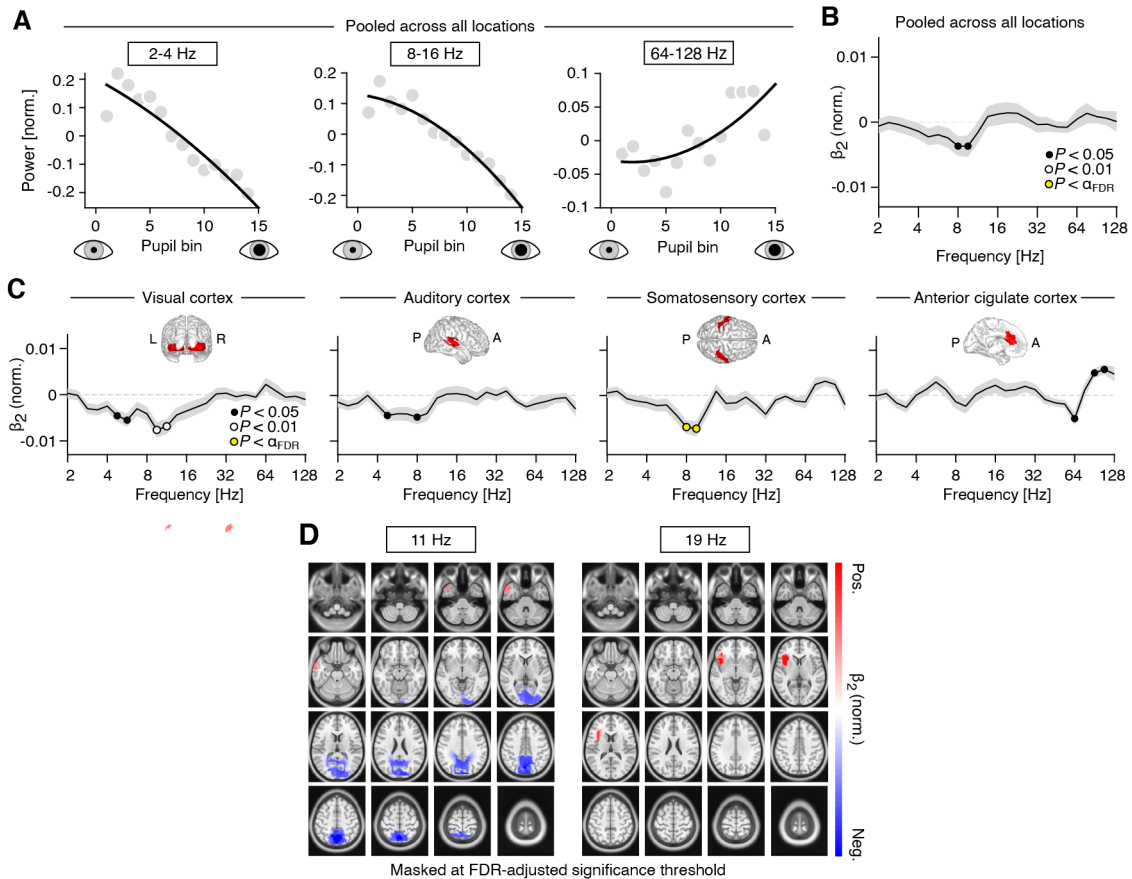 A
Pooled across all locations
2-4 Hz
8-16 Hz
64-128 Hz
Power [norm.]
0.2
0.1
0
-0.1
-0.2
0
5
10
15
Pupil bin
0.2
0.1
0
-0.1
-0.2
0
5
10
15
Pupil bin
0.1
0.05
0
-0.05
-0.1
0
5
10
15
Pupil bin
B
Pooled across all locations
β2 (norm.)
0.01
0
-0.01
P < 0.05
P < 0.01
P < αFDR
2 4 8 16 32 64 128
Frequency [Hz]
C
Visual cortex
L R
β2 (norm.)
0.01
0
-0.01
P < 0.05
P < 0.01
P < αFDR
2 4 8 16 32 64 128
Frequency [Hz]
Auditory cortex
P A
2 4 8 16 32 64 128
Frequency [Hz]
Somatosensory cortex
P A
2 4 8 16 32 64 128
Frequency [Hz]
Anterior cigulate cortex
P A
2 4 8 16 32 64 128
Frequency [Hz]
D
11 Hz
19 Hz
Pos.
β2 (norm.)
Neg.
Masked at FDR-adjusted significance threshold